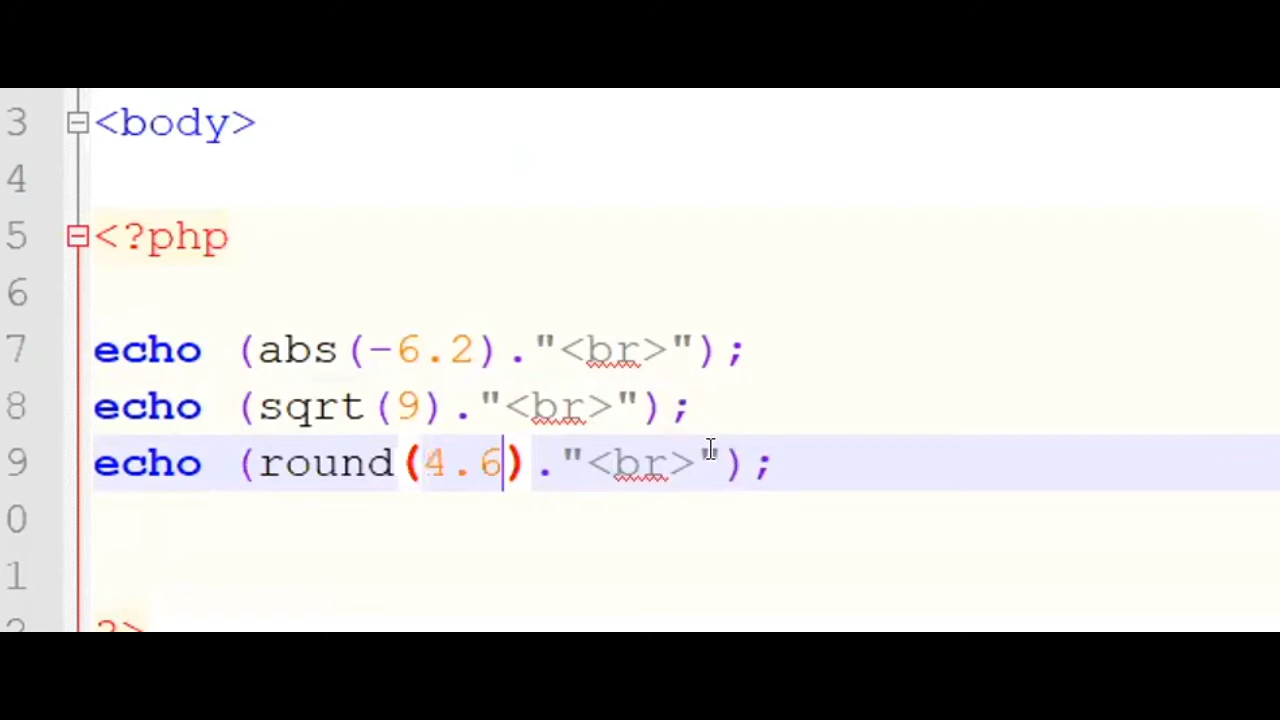 3 <body>
4
5 <?php
6
7 echo (abs(-6.2)."<br>");
8 echo (sqrt(9)."<br>");
9 echo (round(4.6)."<br>");
0
1
2 ?>